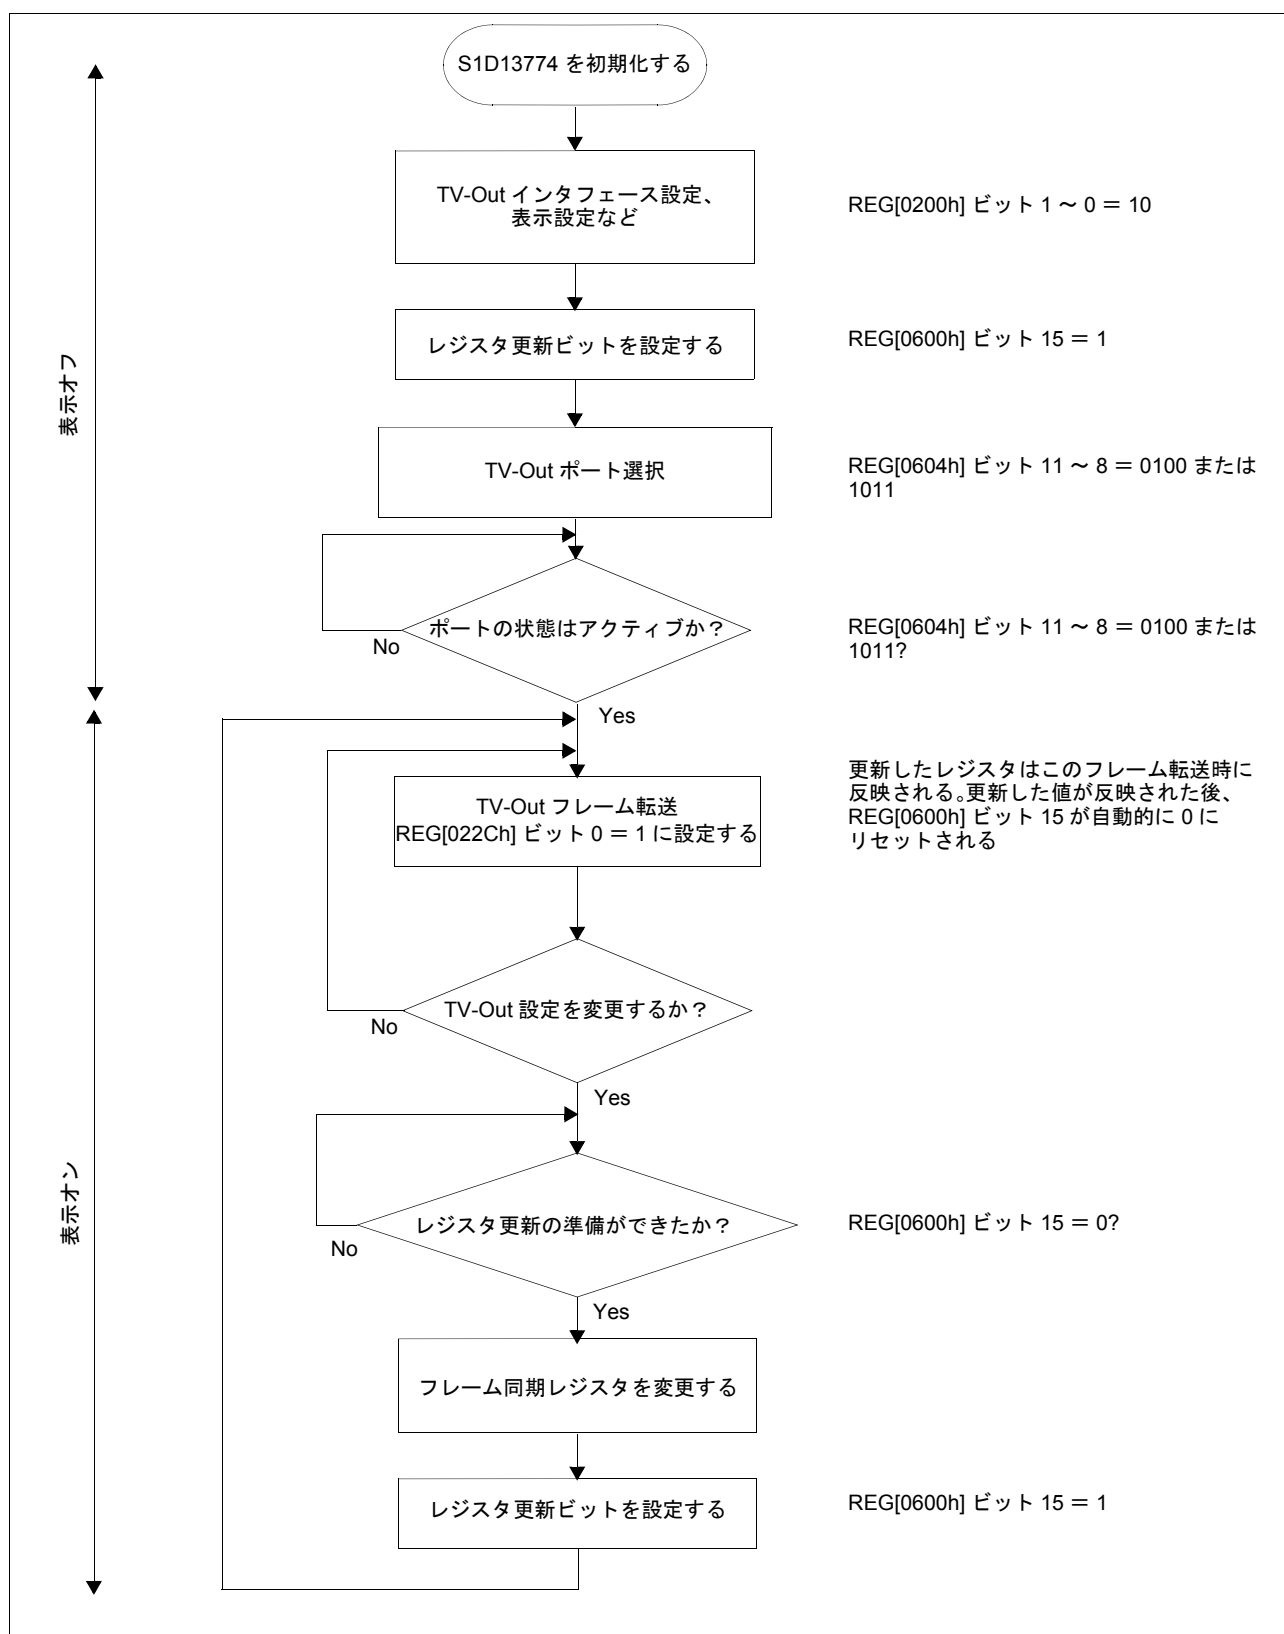 S1D13774 を初期化する
TV-Out インタフェース設定、
表示設定など
REG[0200h] ビット 1 ～ 0 ＝ 10
レジスタ更新ビットを設定する
REG[0600h] ビット 15 ＝ 1
表示オフ
TV-Out ポート選択
REG[0604h] ビット 11 ～ 8 ＝ 0100 または
1011
ポートの状態はアクティブか？
No
REG[0604h] ビット 11 ～ 8 ＝ 0100 または
1011?
Yes
TV-Out フレーム転送
REG[022Ch] ビット 0 ＝ 1 に設定する
更新したレジスタはこのフレーム転送時に
反映される。更新した値が反映された後、
REG[0600h] ビット 15 が自動的に 0 に
リセットされる
TV-Out 設定を変更するか？
No
Yes
表示オン
レジスタ更新の準備ができたか？
No
REG[0600h] ビット 15 ＝ 0?
Yes
フレーム同期レジスタを変更する
レジスタ更新ビットを設定する
REG[0600h] ビット 15 ＝ 1